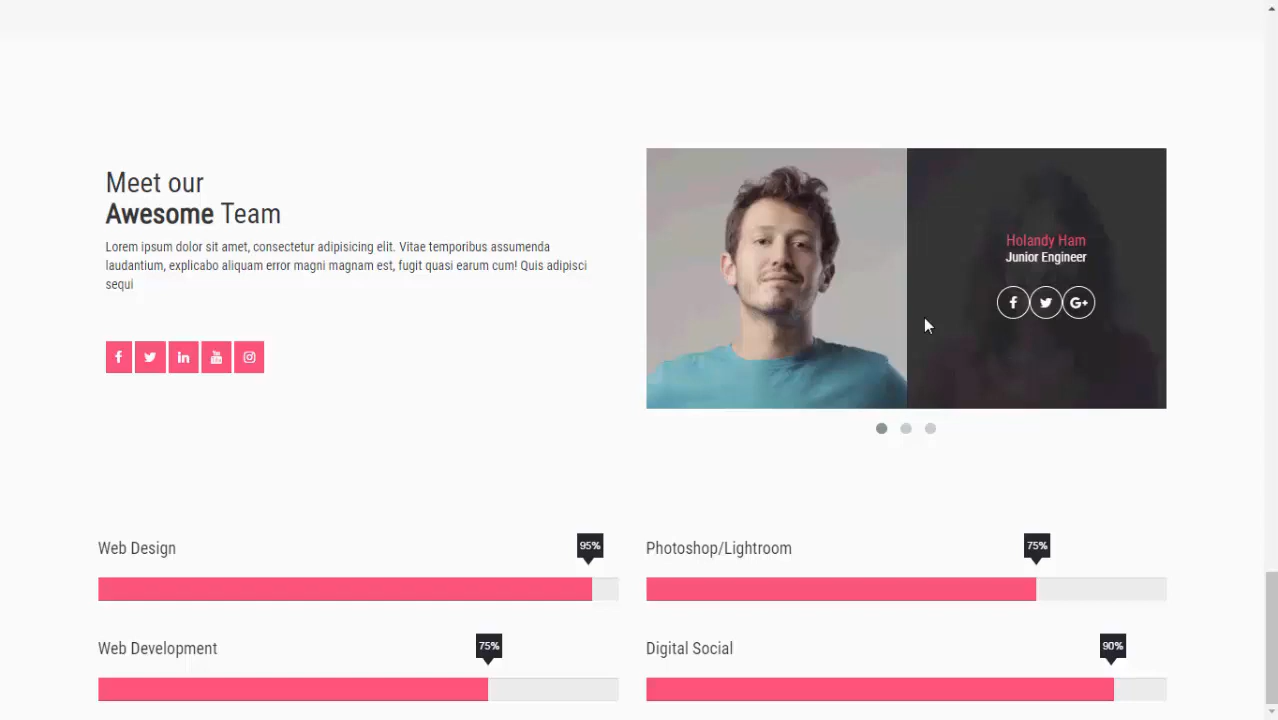 Meet our
Awesome Team
Lorem ipsum dolor sit amet, consectetur adipisicing elit. Vitae temporibus assumenda
laudantium, explicabo aliquam error magni magnam est, fugit quasi earum cum! Quis adipisci
sequi
Holandy Ham
Junior Engineer
Web Design
95%
Photoshop/Lightroom
75%
Web Development
75%
Digital Social
90%